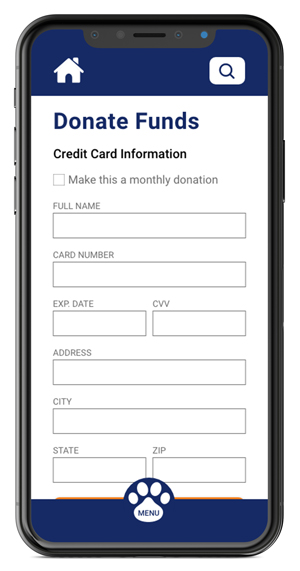 Donate Funds
Credit Card Information
Make this a monthly donation
FULL NAME
CARD NUMBER
EXP. DATE CVV
ADDRESS
CITY
STATE ZIP
MENU